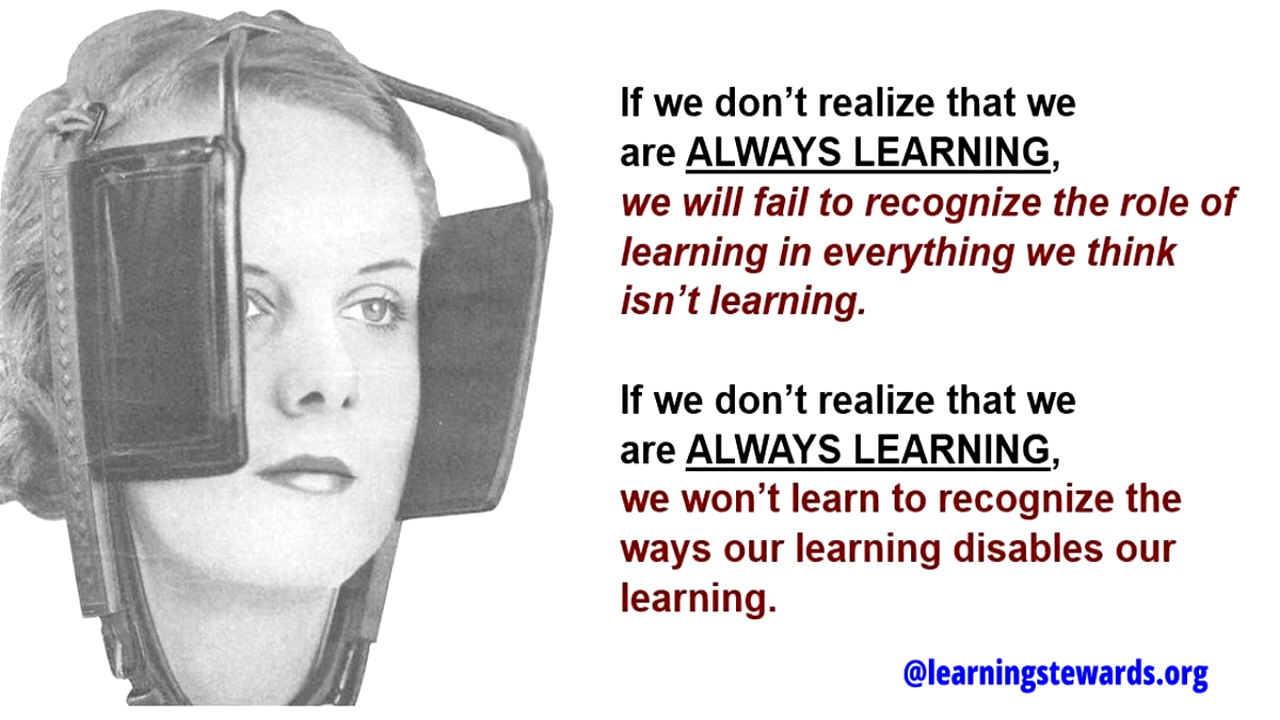 If we don’t realize that we
are ALWAYS LEARNING,
we will fail to recognize the role of
learning in everything we think
isn’t learning.
If we don’t realize that we
are ALWAYS LEARNING,
we won’t learn to recognize the
ways our learning disables our
learning.
@learningstewards.org